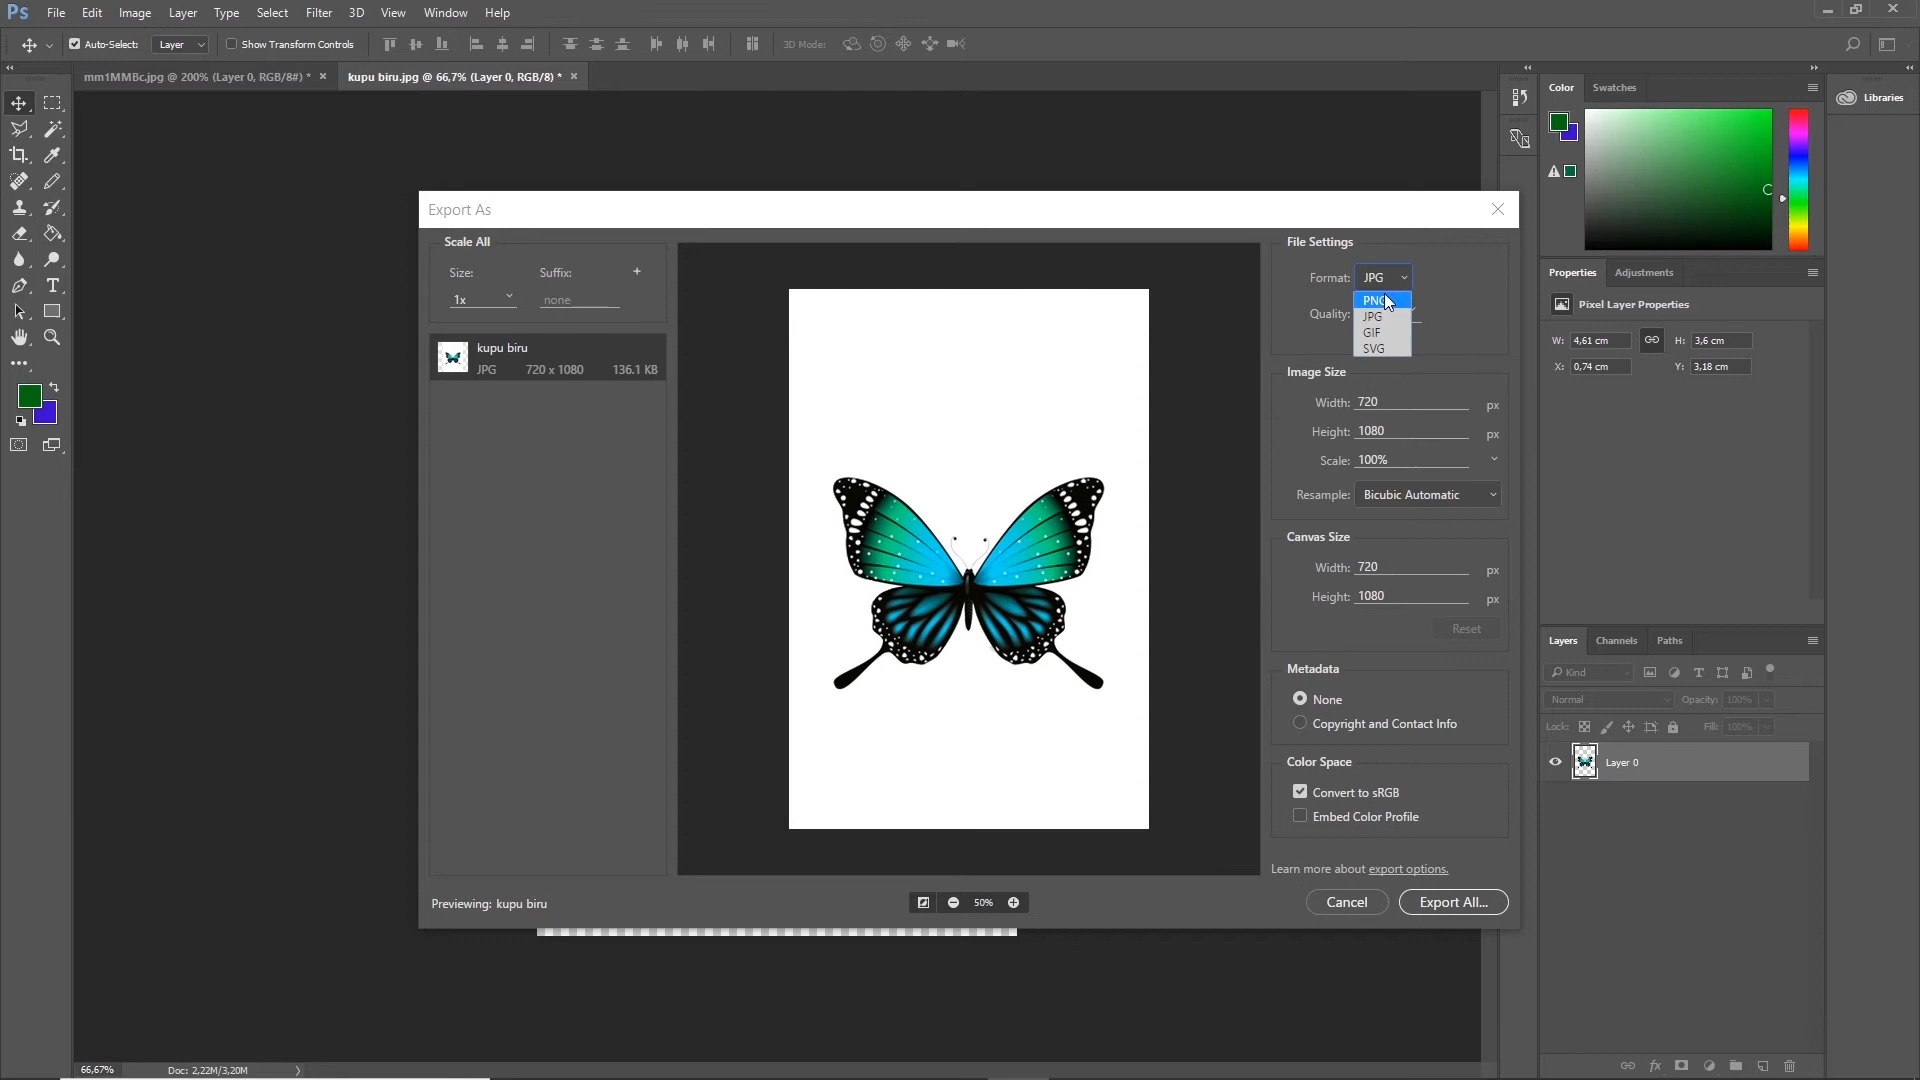 Ps File Edit Image Layer Type Select Filter 3D View Window Help
Auto-Select: Layer Show Transform Controls 3D Mode:
mm1MMBc.jpg @ 200% (Layer 0, RGB/8#) * kupu biru.jpg @ 66,7% (Layer 0, RGB/8) *
Color Swatches
Libraries
Export As
Scale All
Size: Suffix:
1x none
kupu biru
JPG 720 x 1080 136.1 KB
File Settings
Format: JPG
PNG
Quality:
JPG
GIF
SVG
Image Size
Width: 720 px
Height: 1080 px
Scale: 100%
Resample: Bicubic Automatic
Canvas Size
Width: 720 px
Height: 1080 px
Reset
Metadata
None
Copyright and Contact Info
Color Space
Convert to sRGB
Embed Color Profile
Learn more about export options.
Previewing: kupu biru
50%
Cancel Export All...
Properties Adjustments
Pixel Layer Properties
W: 4,61 cm H: 3,6 cm
X: 0,74 cm Y: 3,18 cm
Layers Channels Paths
Kind
Normal Opacity: 100%
Lock: Fill: 100%
Layer 0
fx
66,67% Doc: 2,22M/3,20M